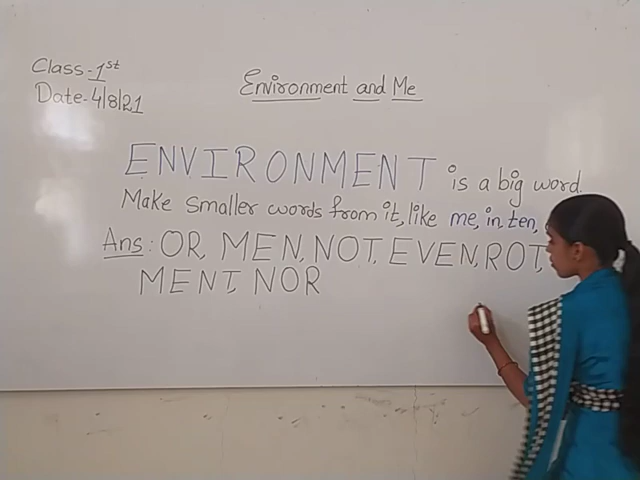 Class-1st
Date-4/8/21
Environment and Me
ENVIRONMENT is a big word.
Make smaller words from it, like me, in, ten,
Ans: OR, MEN, NOT, EVEN, ROT,
MENT, NOR